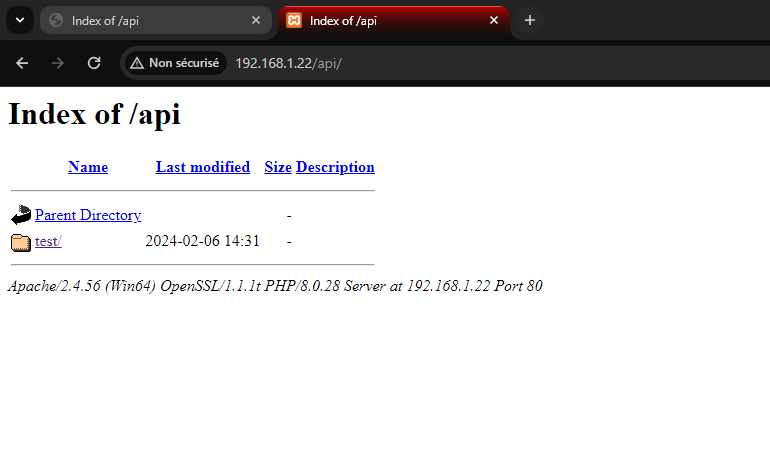 Index of /api
Index of /api
Non sécurisé 192.168.1.22/api/
Index of /api
Name Last modified Size Description
Parent Directory -
test/ 2024-02-06 14:31 -
Apache/2.4.56 (Win64) OpenSSL/1.1.1t PHP/8.0.28 Server at 192.168.1.22 Port 80